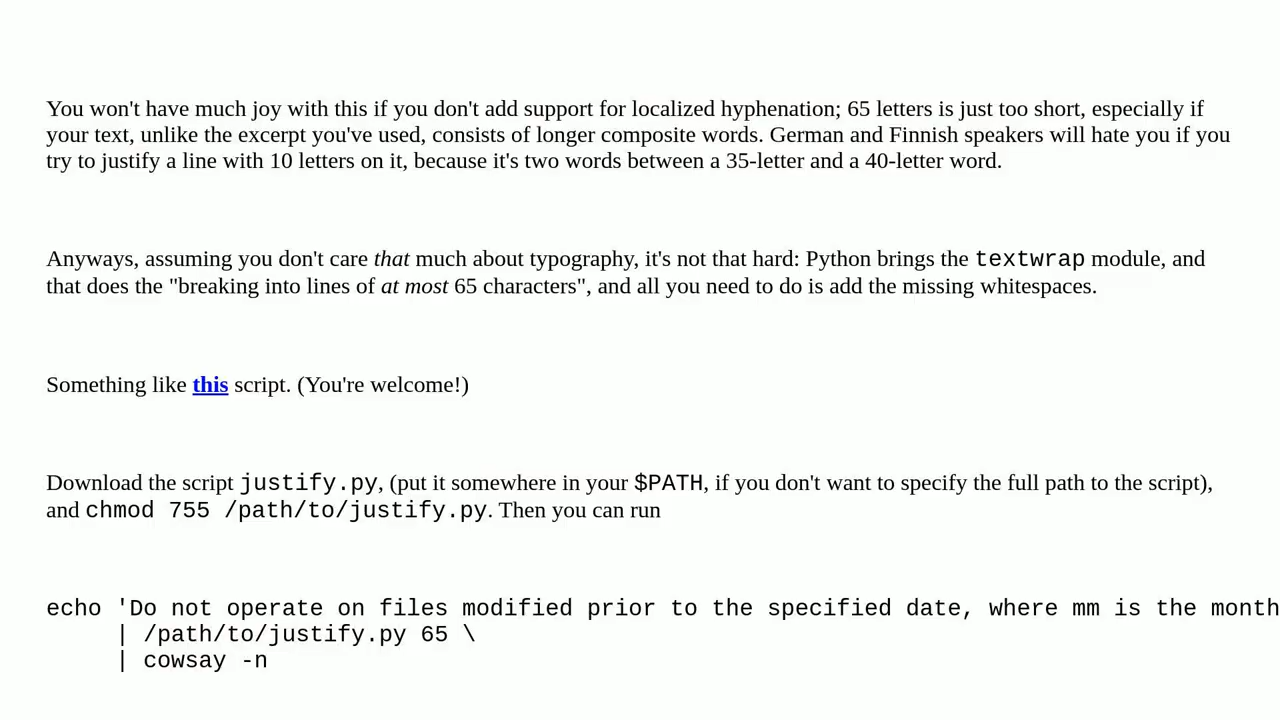 You won't have much joy with this if you don't add support for localized hyphenation; 65 letters is just too short, especially if
your text, unlike the excerpt you've used, consists of longer composite words. German and Finnish speakers will hate you if you
try to justify a line with 10 letters on it, because it's two words between a 35-letter and a 40-letter word.
Anyways, assuming you don't care that much about typography, it's not that hard: Python brings the textwrap module, and
that does the "breaking into lines of at most 65 characters", and all you need to do is add the missing whitespaces.
Something like this script. (You're welcome!)
Download the script justify.py, (put it somewhere in your $PATH, if you don't want to specify the full path to the script),
and chmod 755 /path/to/justify.py. Then you can run
echo 'Do not operate on files modified prior to the specified date, where mm is the month
| /path/to/justify.py 65 \
| cowsay -n